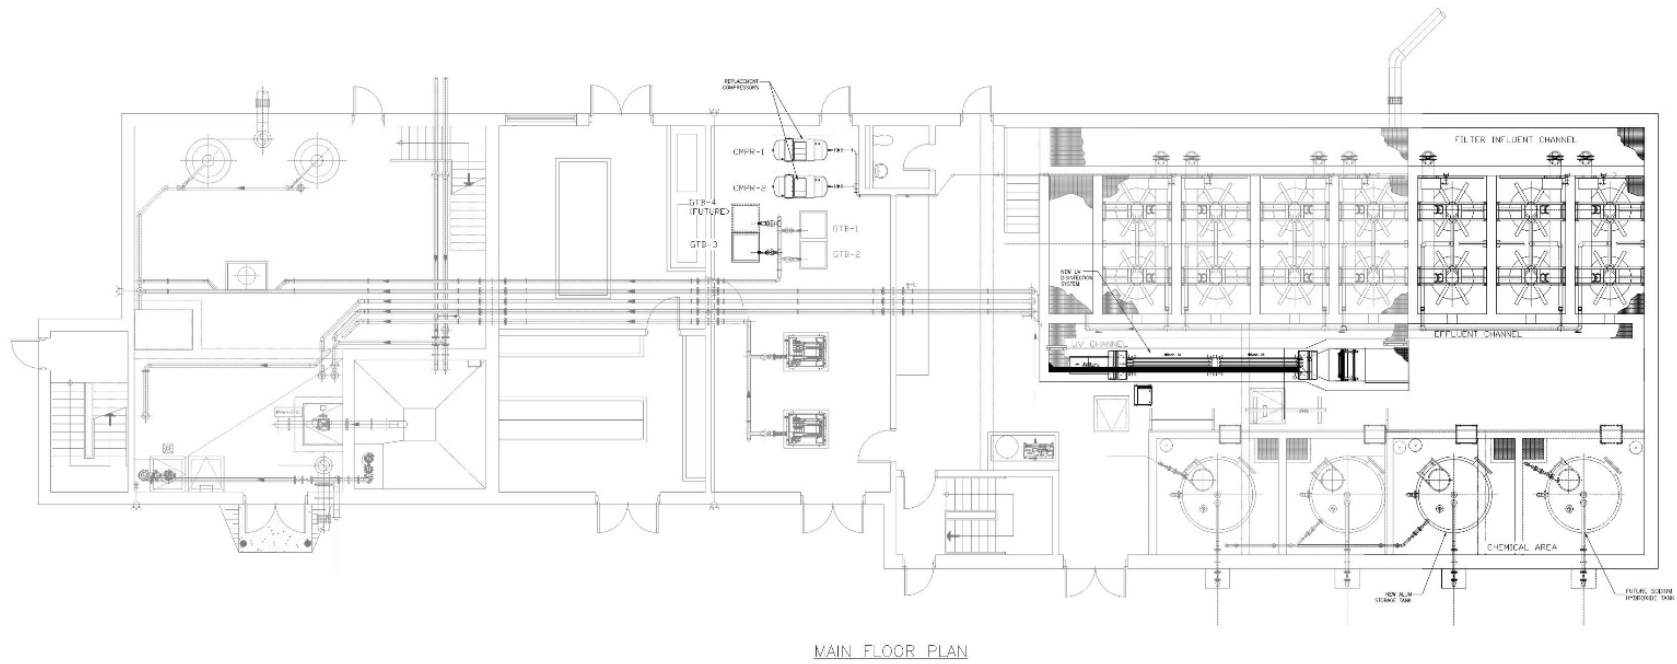 REPLACEMENT
COMPRESSORS
CMPR-1
CMPR-2
GTB-4
(FUTURE)
GTB-3
GTB-1
GTB-2
FILTER INFLUENT CHANNEL
NEW UV
DISINFECTION
SYSTEM
EFFLUENT CHANNEL
UV CHANNEL
CHEMICAL AREA
NEW ALUM
STORAGE TANK
FUTURE SODIUM
HYDROXIDE TANK
MAIN FLOOR PLAN